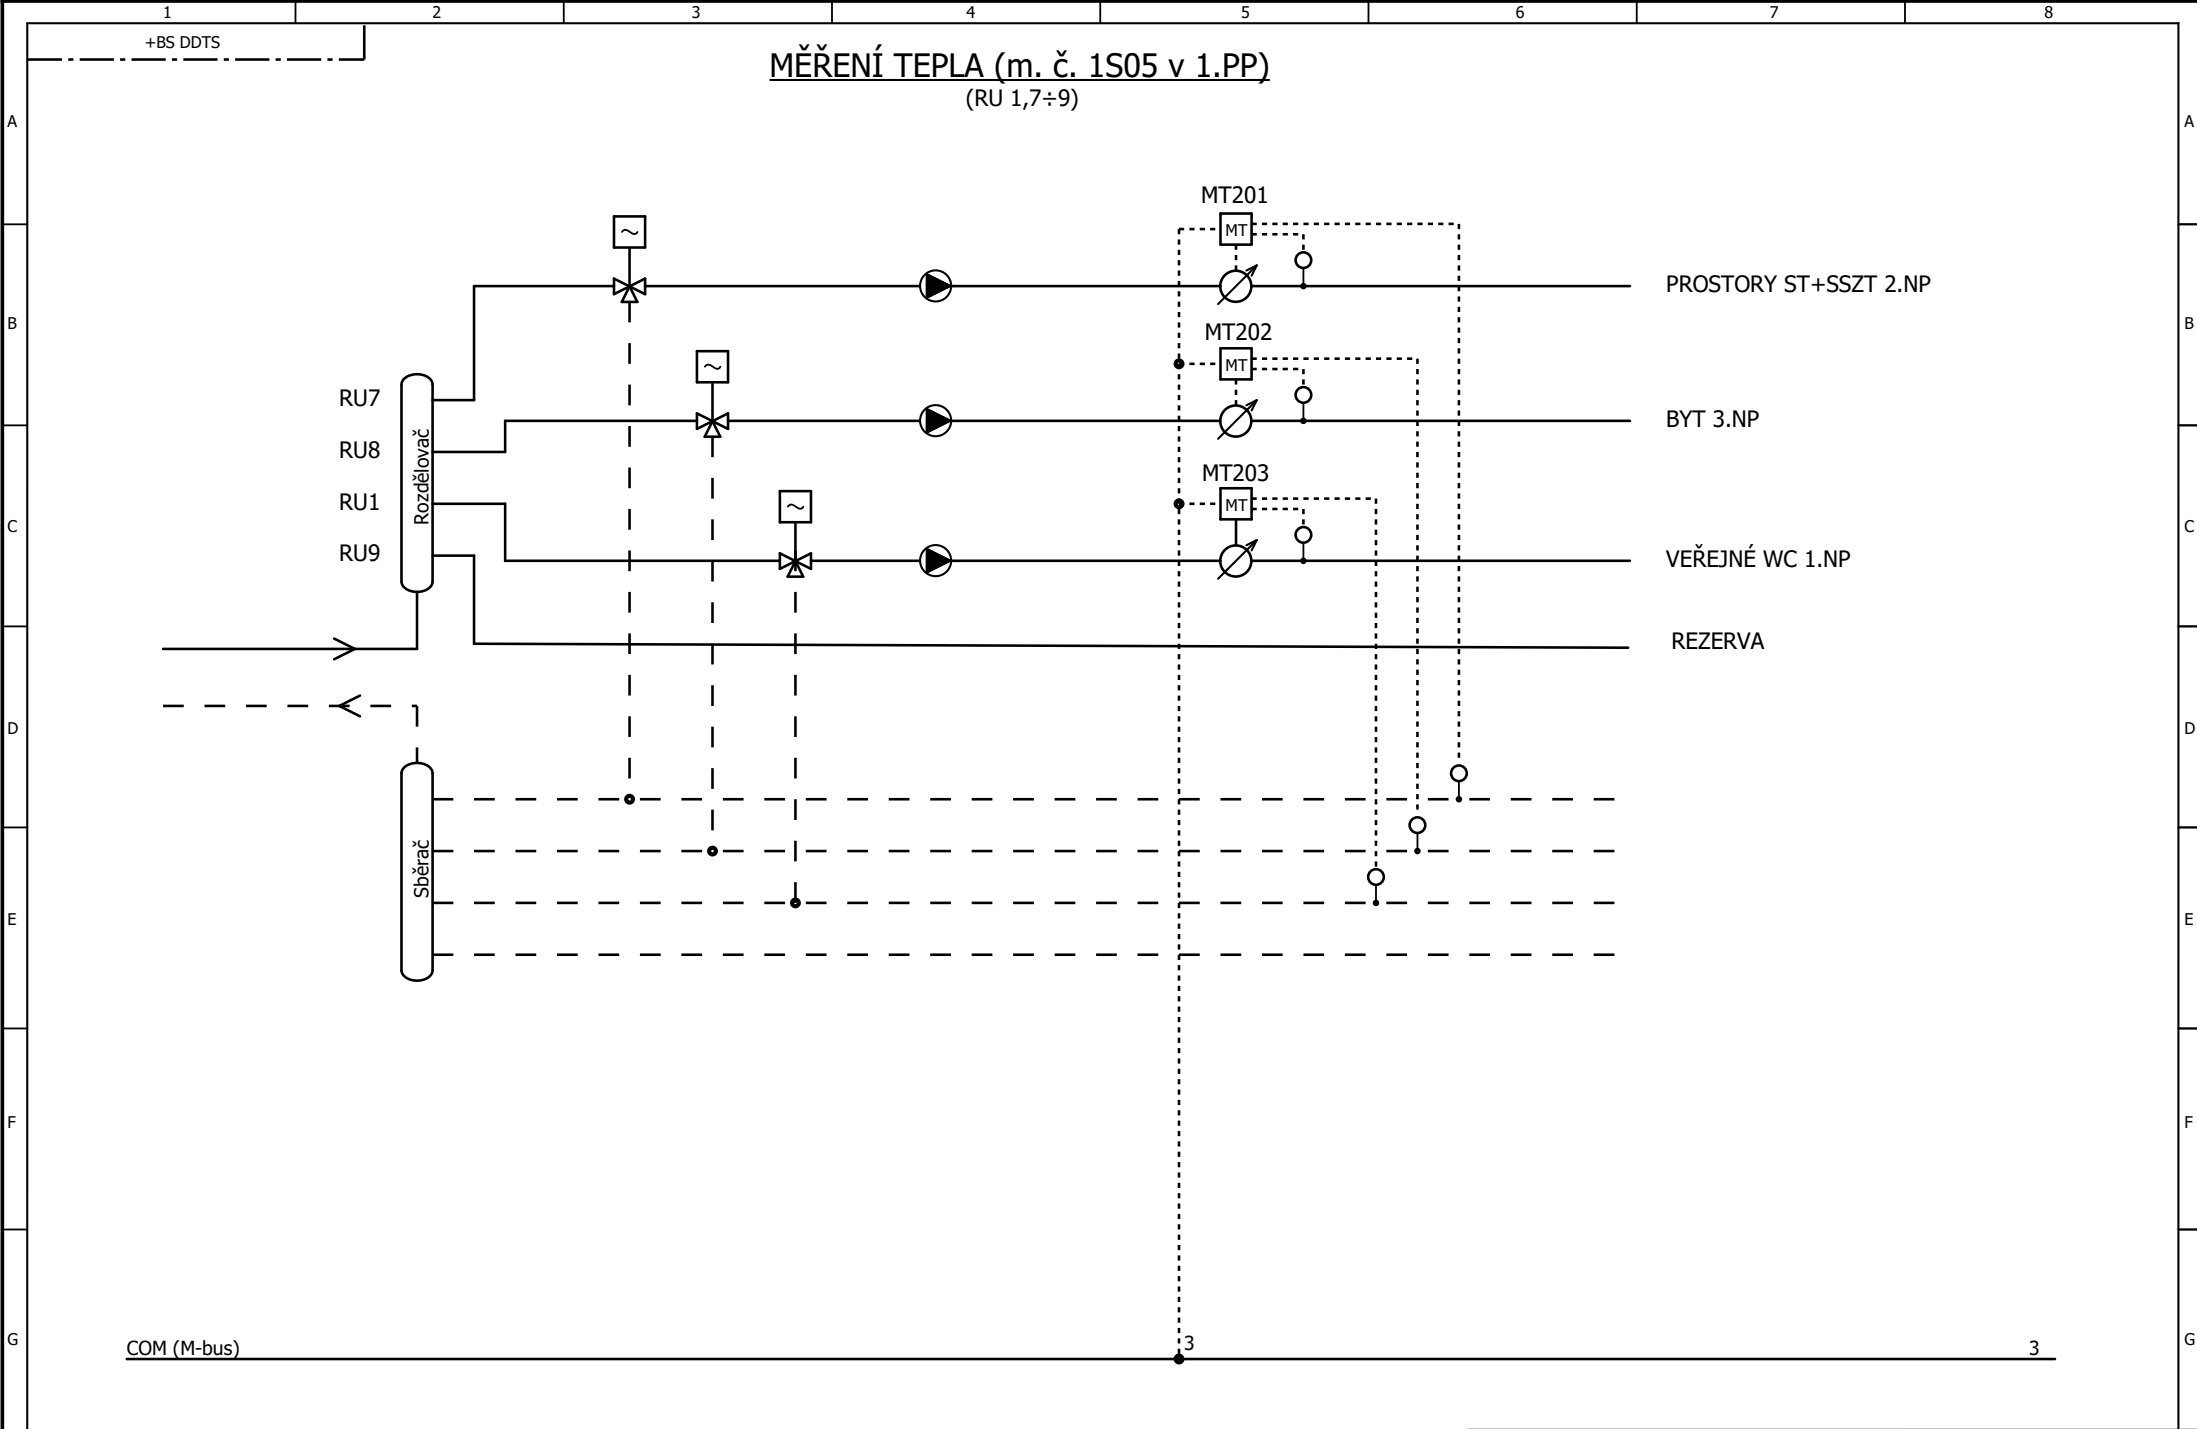 1 2 3 4 5 6 7 8
+BS DDTS
MĚŘENÍ TEPLA (m. č. 1S05 v 1.PP)
(RU 1,7÷9)
A A
MT201
~ MT
PROSTORY ST+SSZT 2.NP
B B
MT202
~ MT
RU7
BYT 3.NP
RU8
Rozdělovač
MT203
RU1
~ MT
C C
RU9
VEŘEJNÉ WC 1.NP
REZERVA
D D
Sběrač
E E
F F
G G
COM (M-bus) 3 3